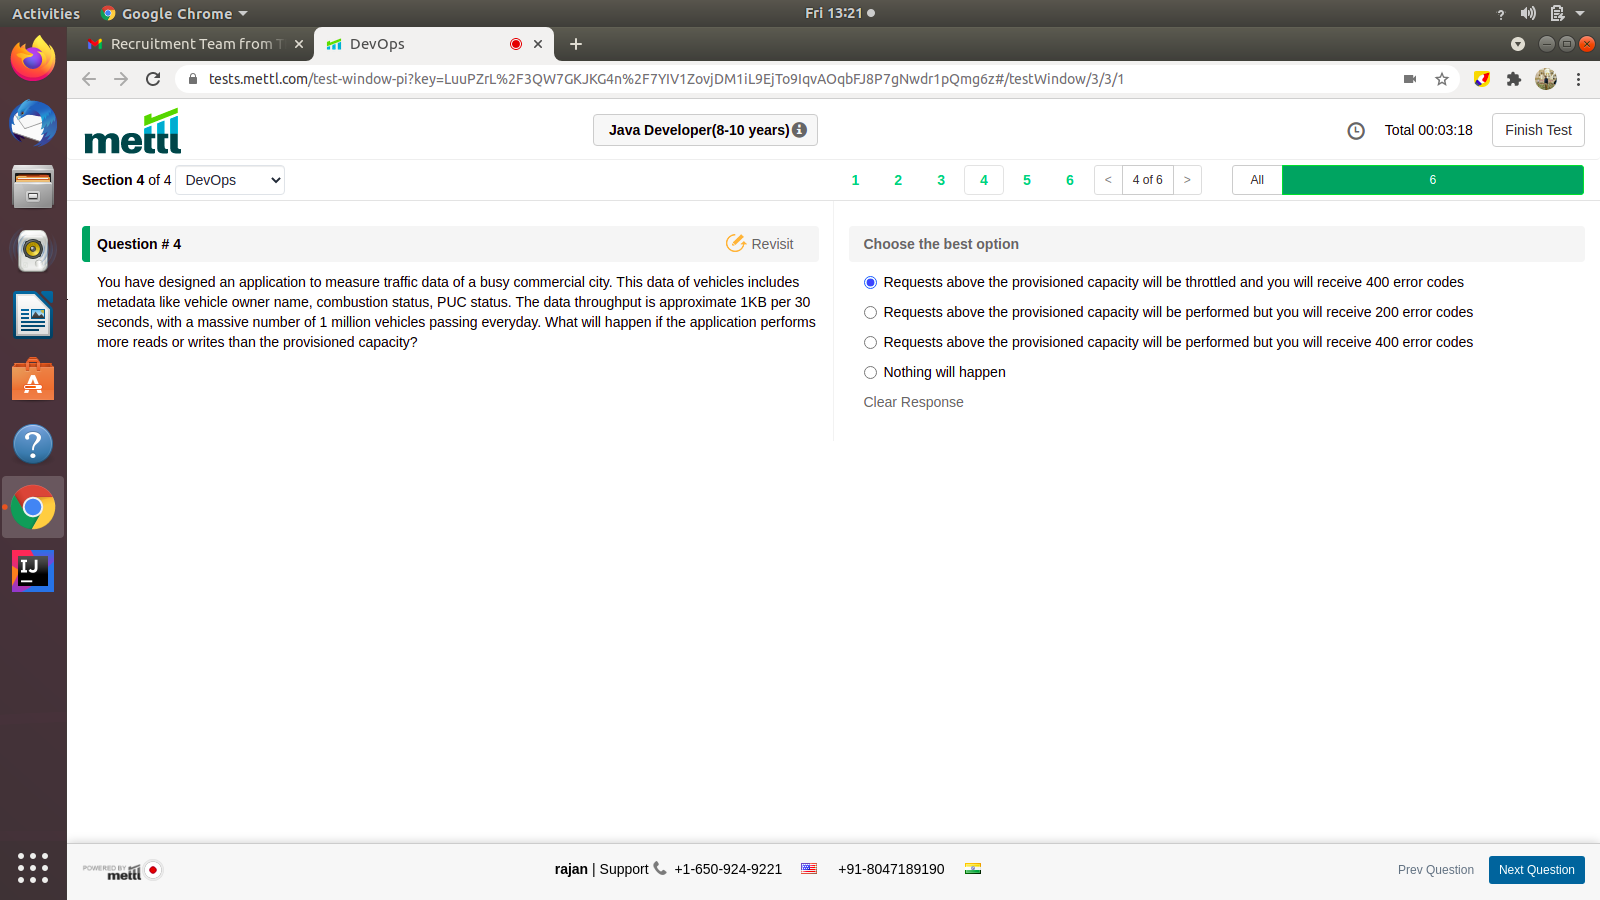 Activities
Google Chrome
Fri 13:21
Recruitment Team from T
DevOps
tests.mettl.com/test-window-pi?key=LuuPZrL%2F3QW7GKJKG4n%2F7YIV1ZovjDM1iL9EjTo9IqvAOqbFJ8P7gNwdr1pQmg6z#/testWindow/3/3/1
mettl
Java Developer(8-10 years)
Total 00:03:18
Finish Test
Section 4 of 4
DevOps
1 2 3 4 5 6
< 4 of 6 >
All
6
Question # 4
Revisit
You have designed an application to measure traffic data of a busy commercial city. This data of vehicles includes
metadata like vehicle owner name, combustion status, PUC status. The data throughput is approximate 1KB per 30
seconds, with a massive number of 1 million vehicles passing everyday. What will happen if the application performs
more reads or writes than the provisioned capacity?
Choose the best option
Requests above the provisioned capacity will be throttled and you will receive 400 error codes
Requests above the provisioned capacity will be performed but you will receive 200 error codes
Requests above the provisioned capacity will be performed but you will receive 400 error codes
Nothing will happen
Clear Response
POWERED BY
mettl
rajan | Support +1-650-924-9221 +91-8047189190
Prev Question
Next Question